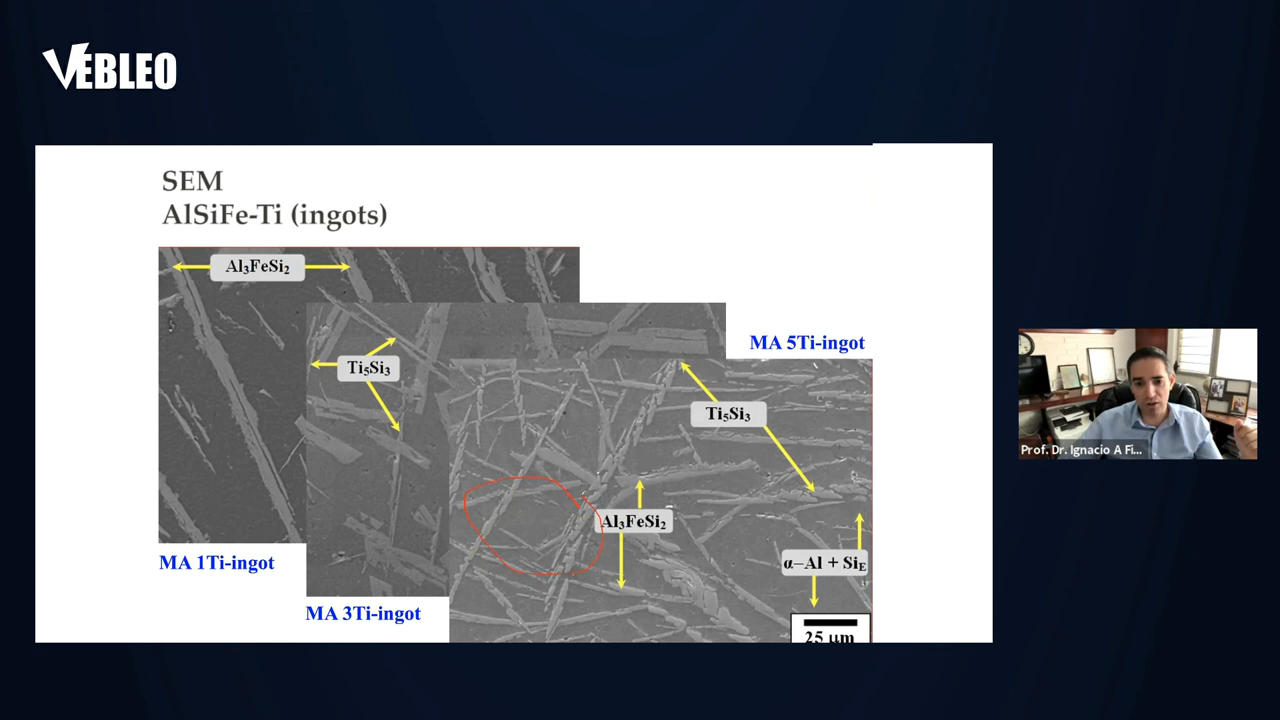 VEBLEO
SEM
AlSiFe-Ti (ingots)
Al₃FeSi₂
MA 5Ti-ingot
Ti₅Si₃
Ti₅Si₃
Prof. Dr. Ignacio A Fi...
Al₃FeSi₂
MA 1Ti-ingot
α–Al + Siᴇ
MA 3Ti-ingot
25 μm